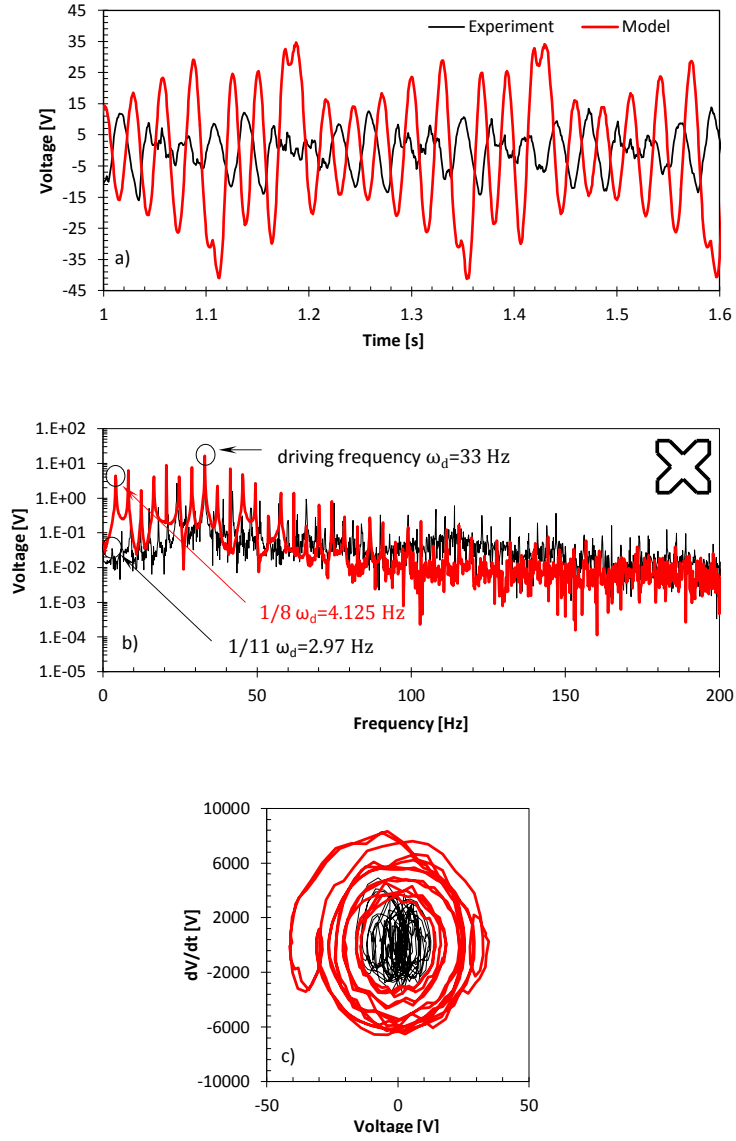 45
35
25
15
5
-5
-15
-25
-35
-45
Voltage [V]
Experiment
Model
a)
1
1.1
1.2
1.3
1.4
1.5
1.6
Time [s]
1.E+02
1.E+01
1.E+00
1.E-01
1.E-02
1.E-03
1.E-04
1.E-05
Voltage [V]
driving frequency ω_d=33 Hz
1/8 ω_d=4.125 Hz
1/11 ω_d=2.97 Hz
b)
0
50
100
150
200
Frequency [Hz]
10000
6000
2000
-2000
-6000
-10000
dV/dt [V]
c)
-50
0
50
Voltage [V]